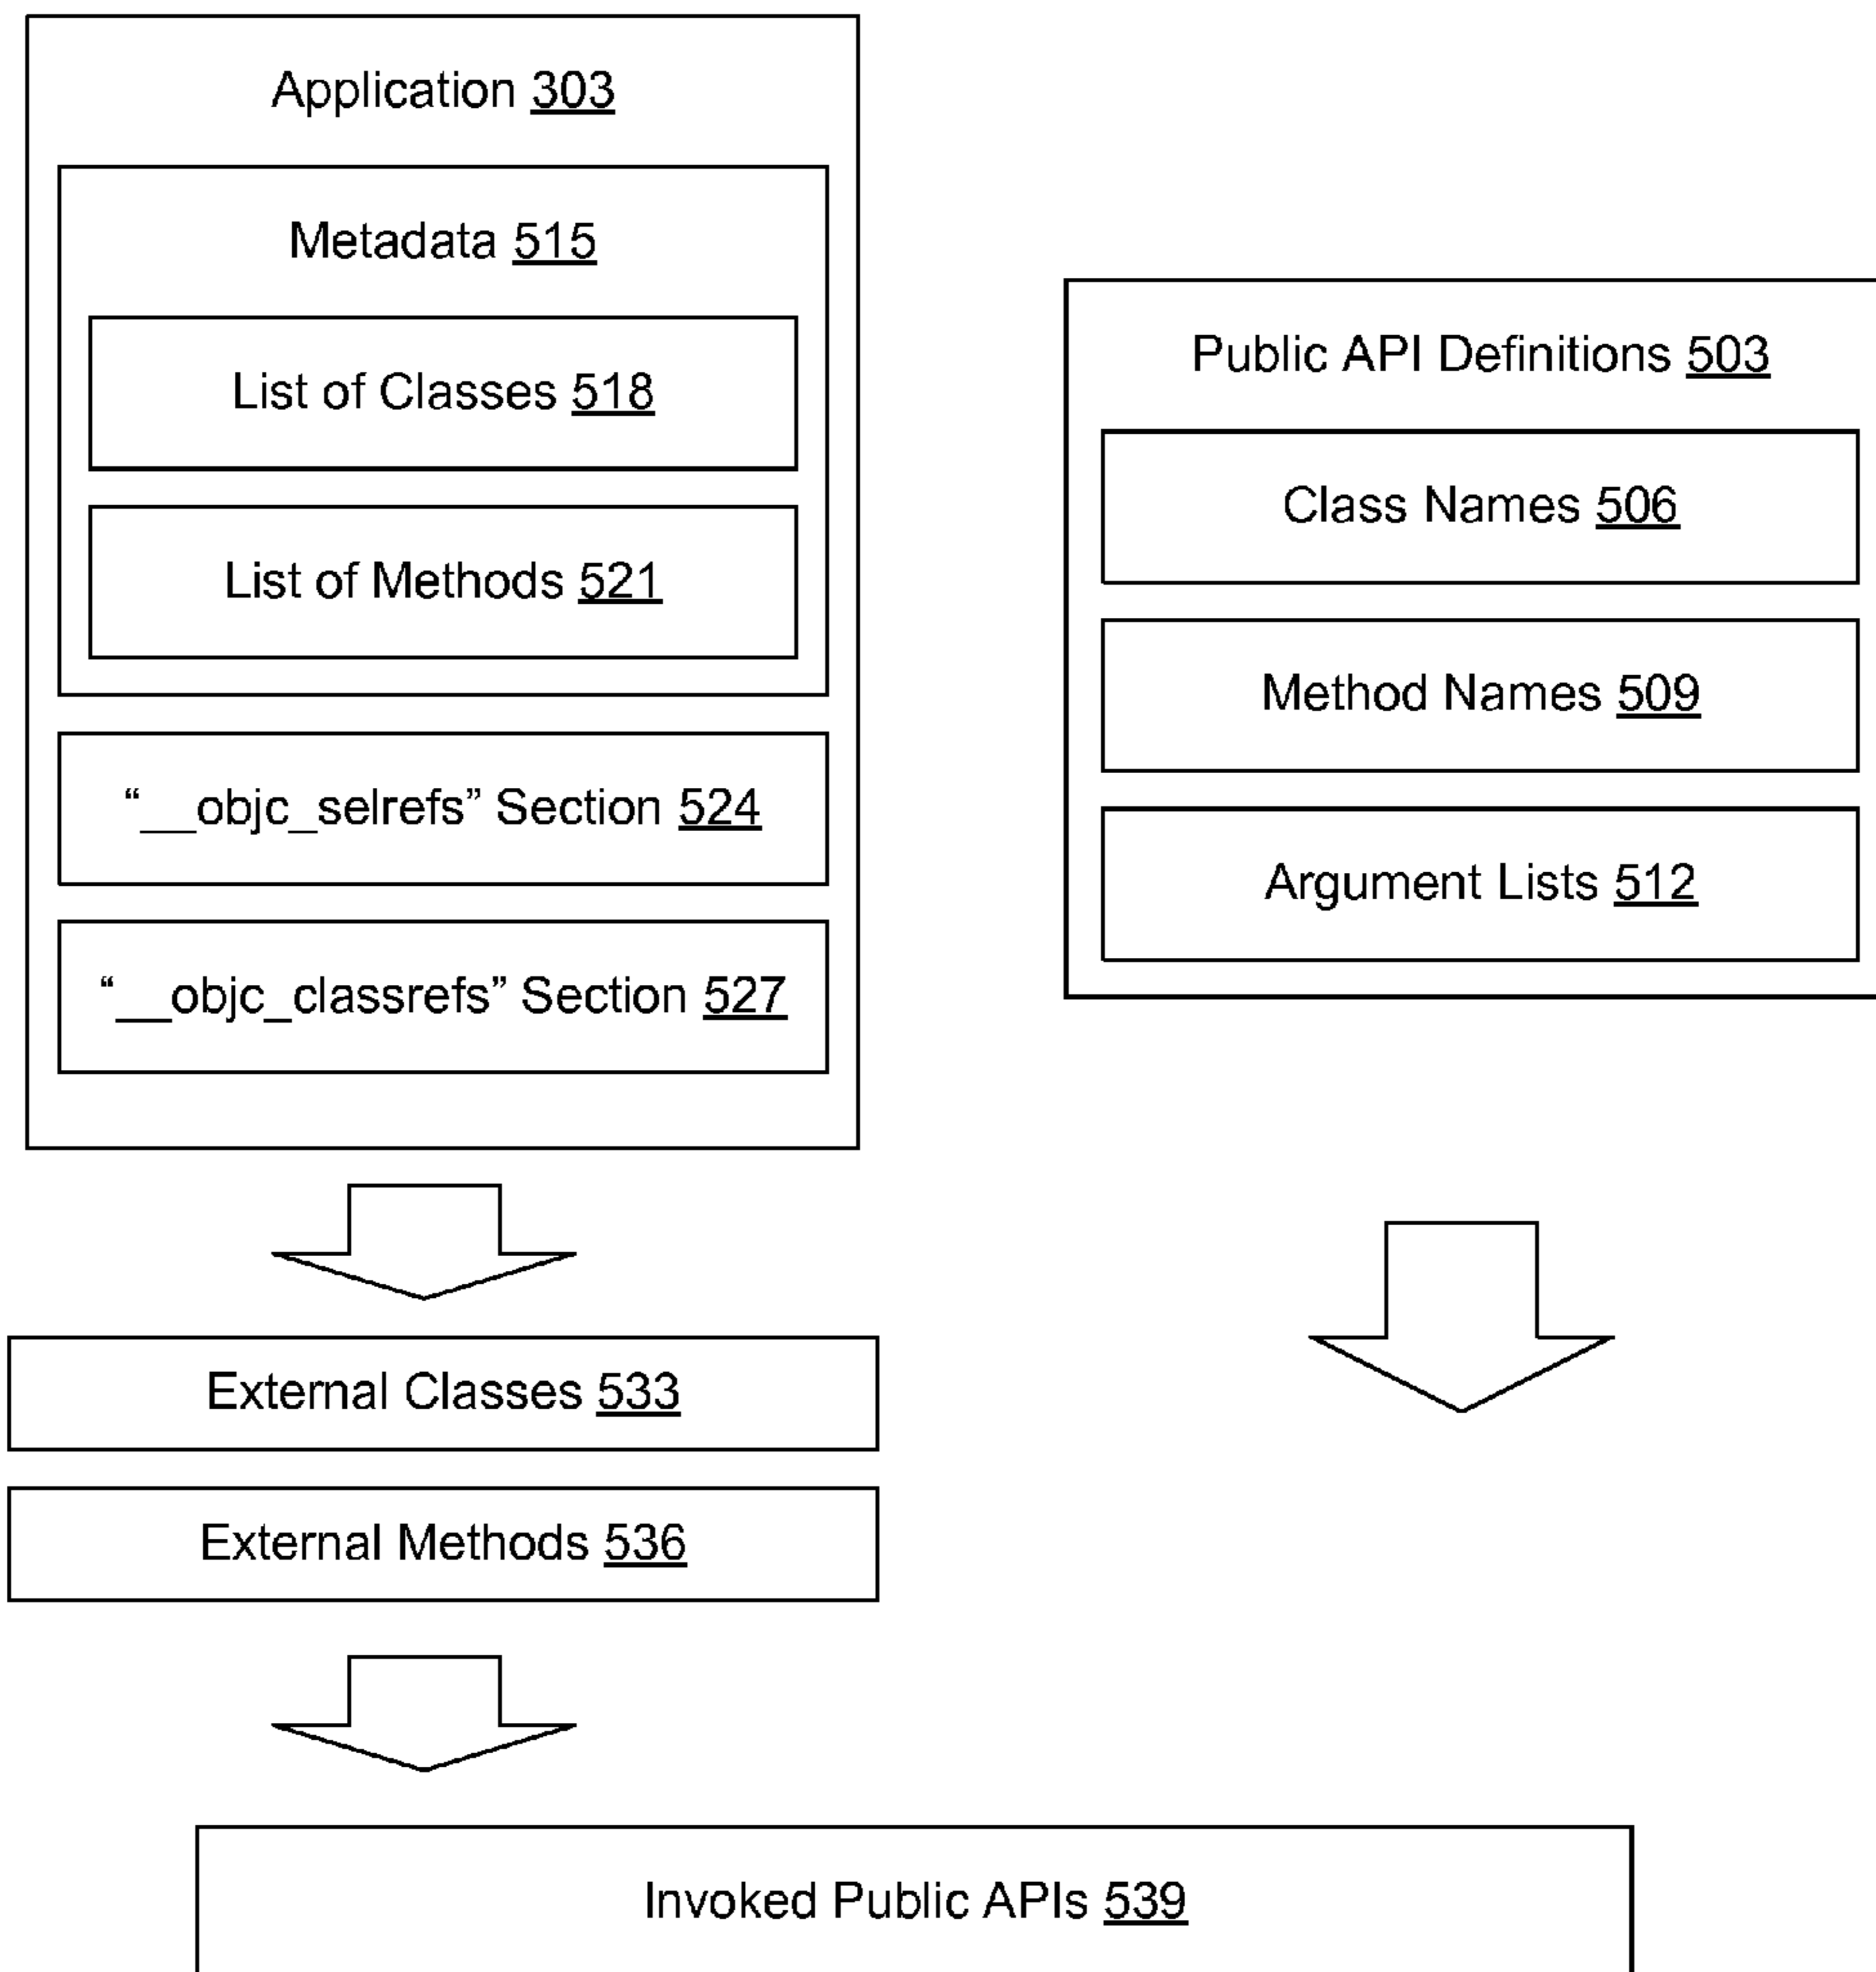 Application 303
Metadata 515
List of Classes 518
List of Methods 521
“__objc_selrefs” Section 524
“__objc_classrefs” Section 527
Public API Definitions 503
Class Names 506
Method Names 509
Argument Lists 512
External Classes 533
External Methods 536
Invoked Public APIs 539